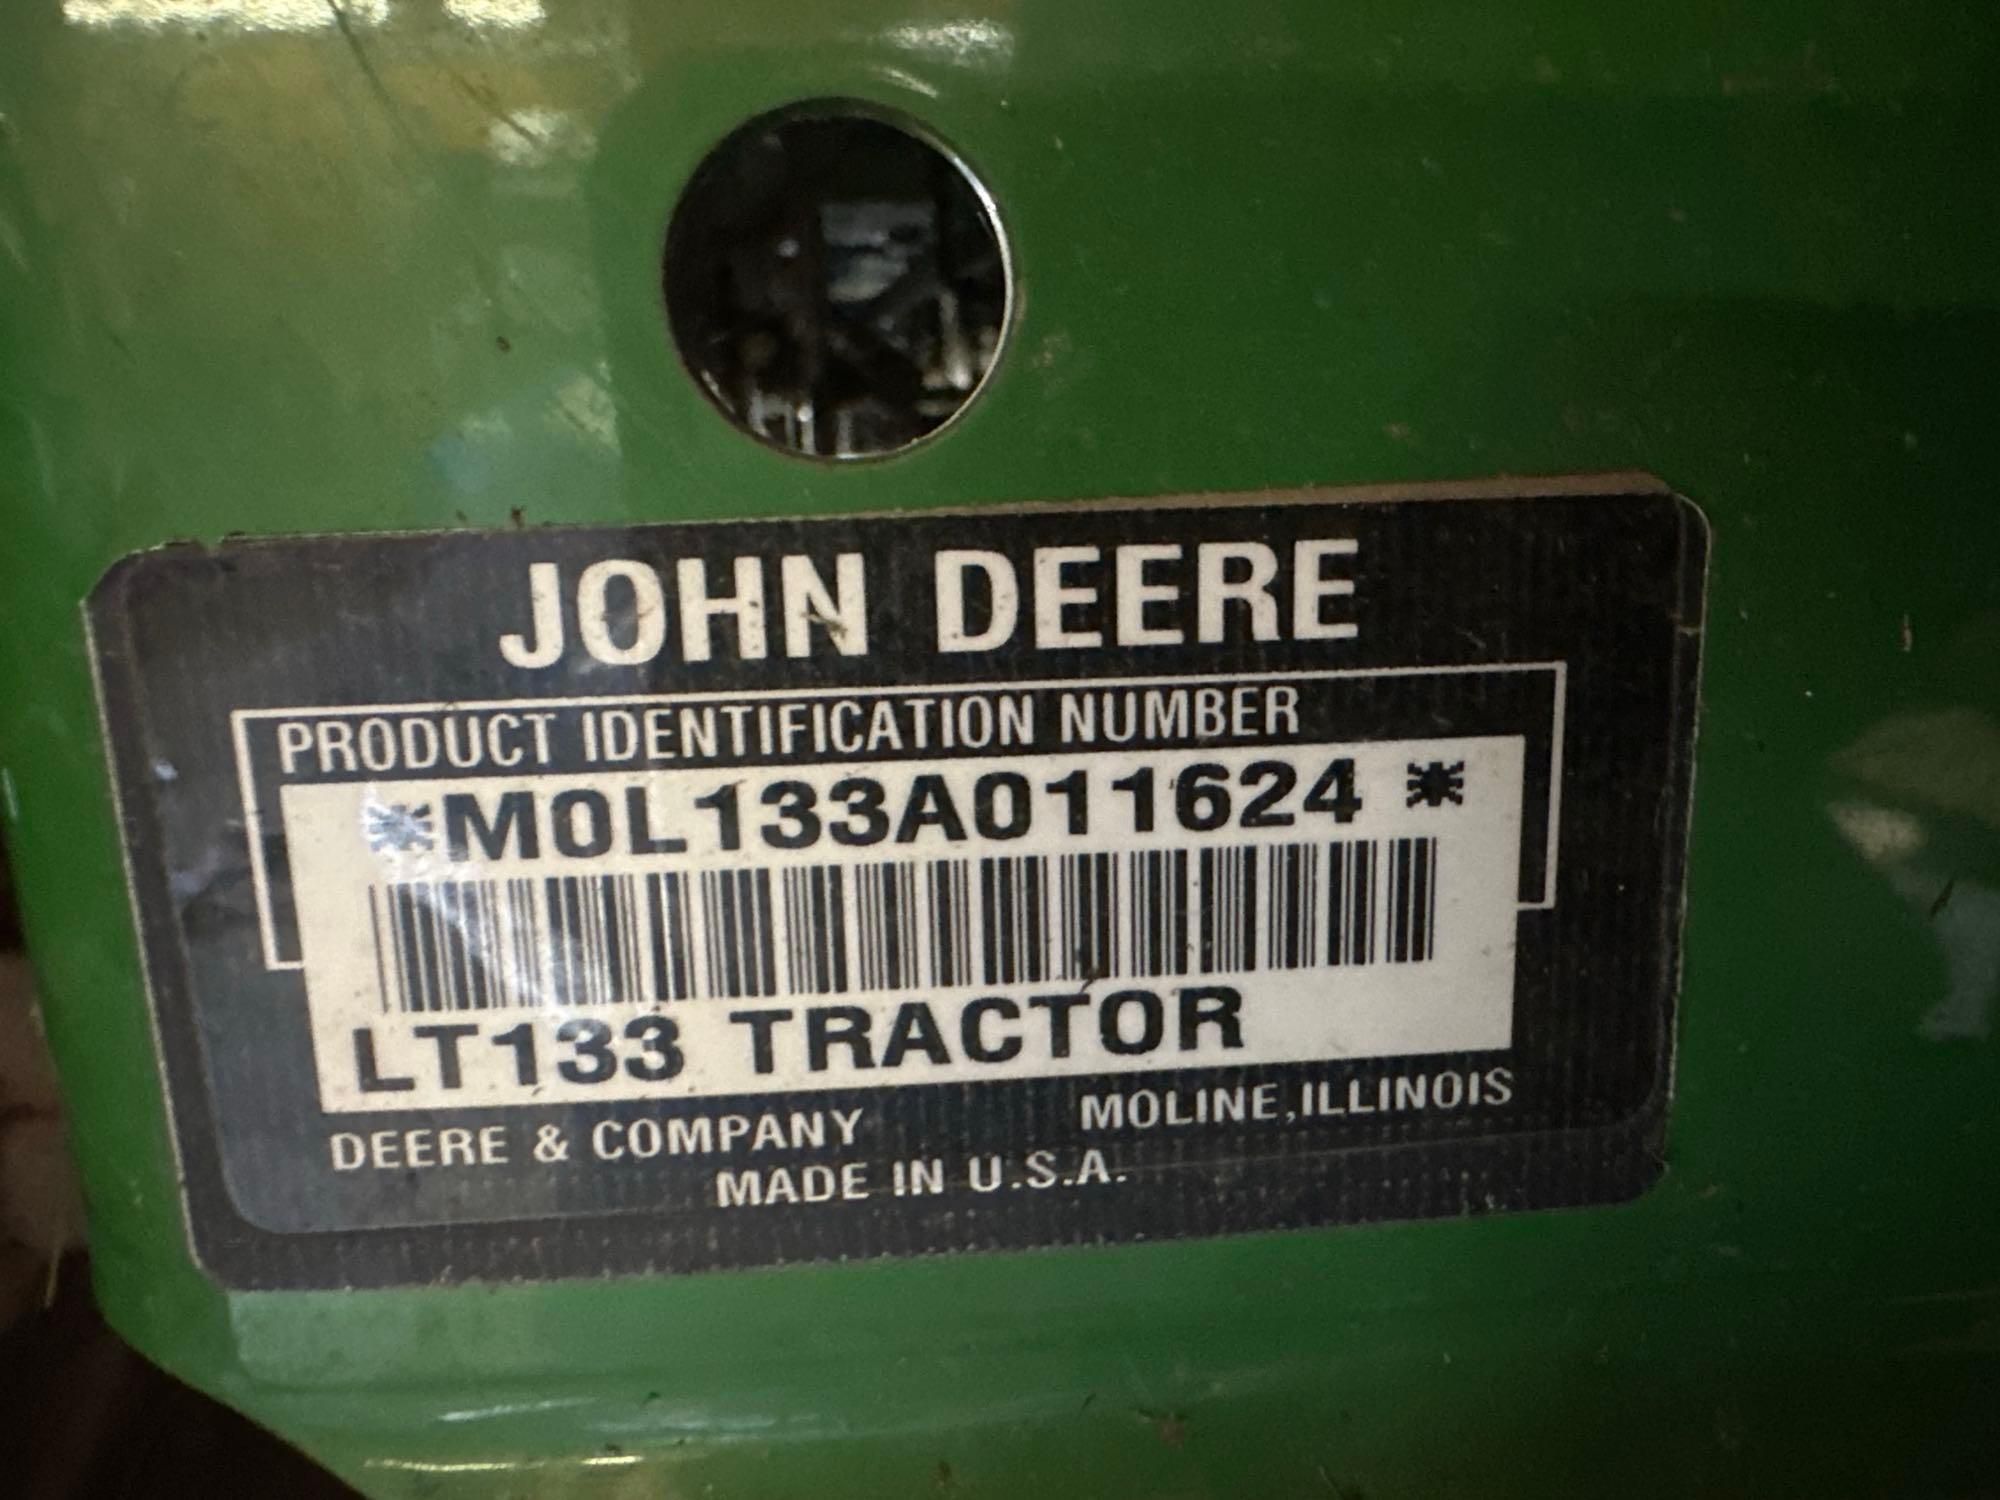 JOHN DEERE
PRODUCT IDENTIFICATION NUMBER
*M0L133A011624*
LT133 TRACTOR
DEERE & COMPANY MOLINE, ILLINOIS
MADE IN U.S.A.